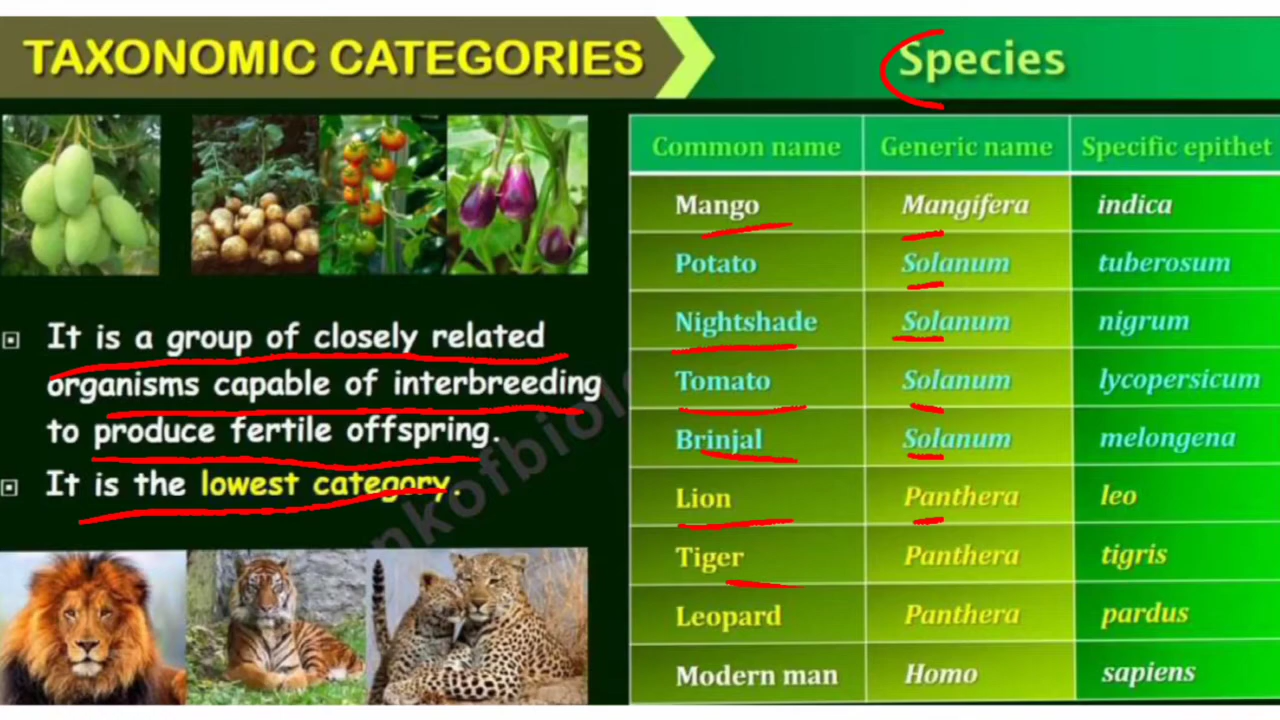 TAXONOMIC CATEGORIES
Species
It is a group of closely related
organisms capable of interbreeding
to produce fertile offspring.
It is the lowest category.
Common name Generic name Specific epithet
Mango Mangifera indica
Potato Solanum tuberosum
Nightshade Solanum nigrum
Tomato Solanum lycopersicum
Brinjal Solanum melongena
Lion Panthera leo
Tiger Panthera tigris
Leopard Panthera pardus
Modern man Homo sapiens